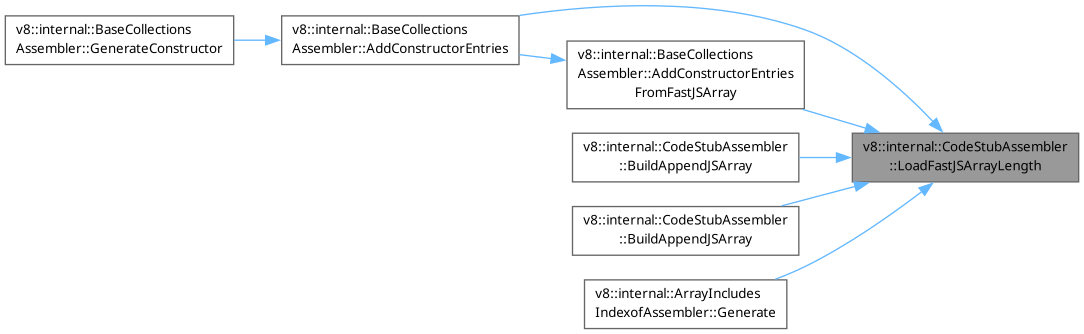 v8::internal::BaseCollections
Assembler::GenerateConstructor
v8::internal::BaseCollections
Assembler::AddConstructorEntries
v8::internal::BaseCollections
Assembler::AddConstructorEntries
FromFastJSArray
v8::internal::CodeStubAssembler
::BuildAppendJSArray
v8::internal::CodeStubAssembler
::BuildAppendJSArray
v8::internal::ArrayIncludes
IndexofAssembler::Generate
v8::internal::CodeStubAssembler
::LoadFastJSArrayLength